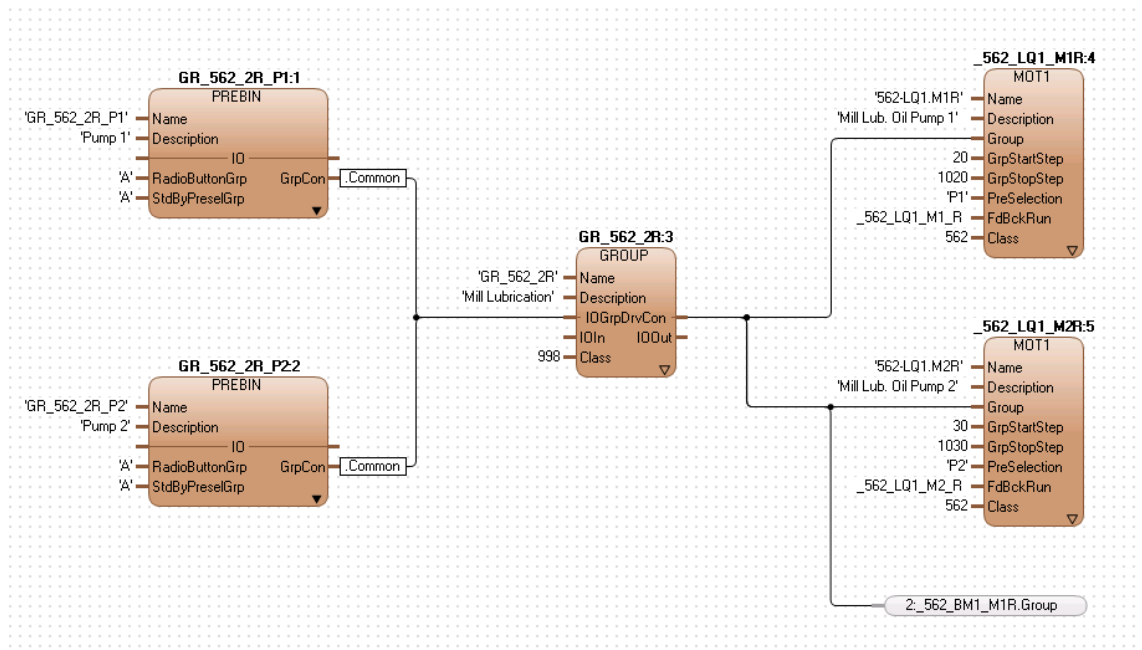 GR_562_2R_P1:1
PREBIN
'GR_562_2R_P1' Name
'Pump 1' Description
IO
'A' RadioButtonGrp GrpCon .Common
'A' StdByPreselGrp
GR_562_2R_P2:2
PREBIN
'GR_562_2R_P2' Name
'Pump 2' Description
IO
'A' RadioButtonGrp GrpCon .Common
'A' StdByPreselGrp
GR_562_2R:3
GROUP
'GR_562_2R' Name
'Mill Lubrication' Description
IOGrpDrvCon
IOIn IOOut
998 Class
_562_LQ1_M1R:4
MOT1
'562-LQ1.M1R' Name
'Mill Lub. Oil Pump 1' Description
Group
20 GrpStartStep
1020 GrpStopStep
'P1' PreSelection
_562_LQ1_M1_R FdBckRun
562 Class
_562_LQ1_M2R:5
MOT1
'562-LQ1.M2R' Name
'Mill Lub. Oil Pump 2' Description
Group
30 GrpStartStep
1030 GrpStopStep
'P2' PreSelection
_562_LQ1_M2_R FdBckRun
562 Class
2:_562_BM1_M1R.Group